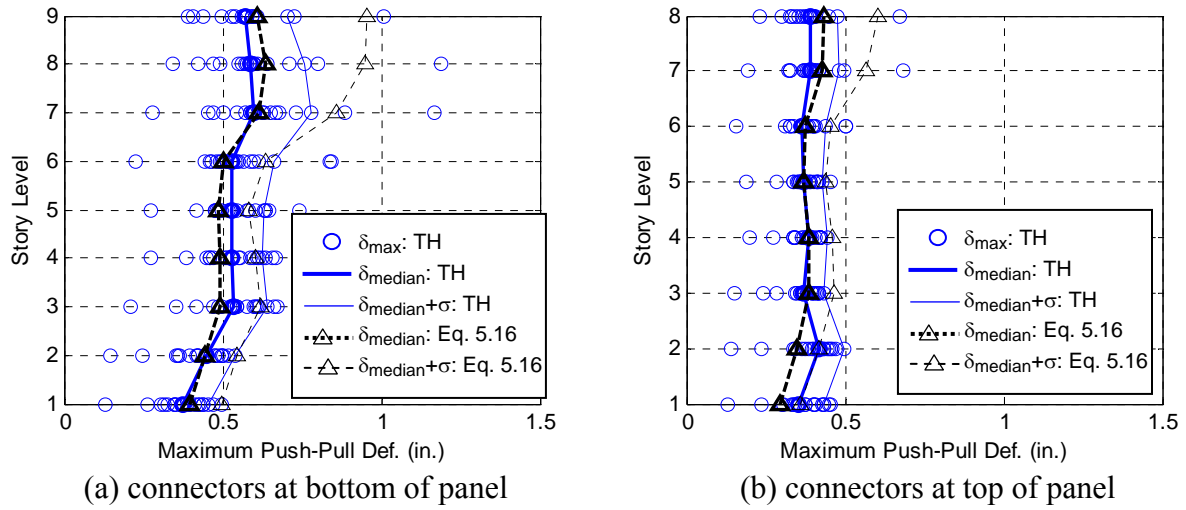 9
8
7
6
5
4
3
2
1
Story Level
0 0.5 1 1.5
Maximum Push-Pull Def. (in.)
δmax: TH
δmedian: TH
δmedian+σ: TH
δmedian: Eq. 5.16
δmedian+σ: Eq. 5.16
(a) connectors at bottom of panel
8
7
6
5
4
3
2
1
Story Level
0 0.5 1 1.5
Maximum Push-Pull Def. (in.)
δmax: TH
δmedian: TH
δmedian+σ: TH
δmedian: Eq. 5.16
δmedian+σ: Eq. 5.16
(b) connectors at top of panel